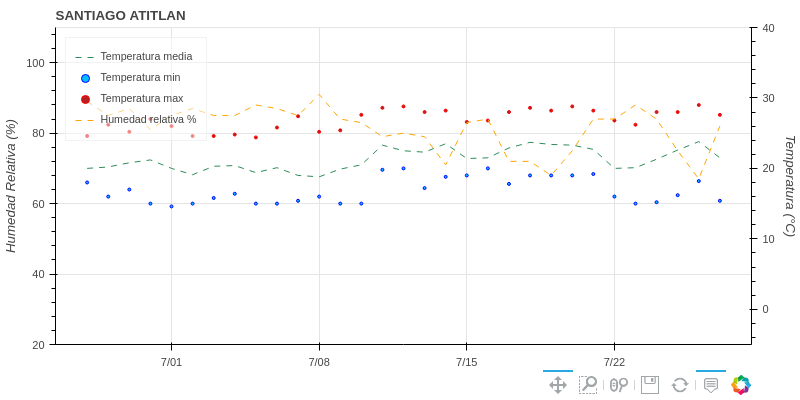 SANTIAGO ATITLAN
Temperatura media
Temperatura min
Temperatura max
Humedad relativa %
Humedad Relativa (%)
100
80
60
40
20
40
30
20
10
0
Temperatura (°C)
7/01
7/08
7/15
7/22